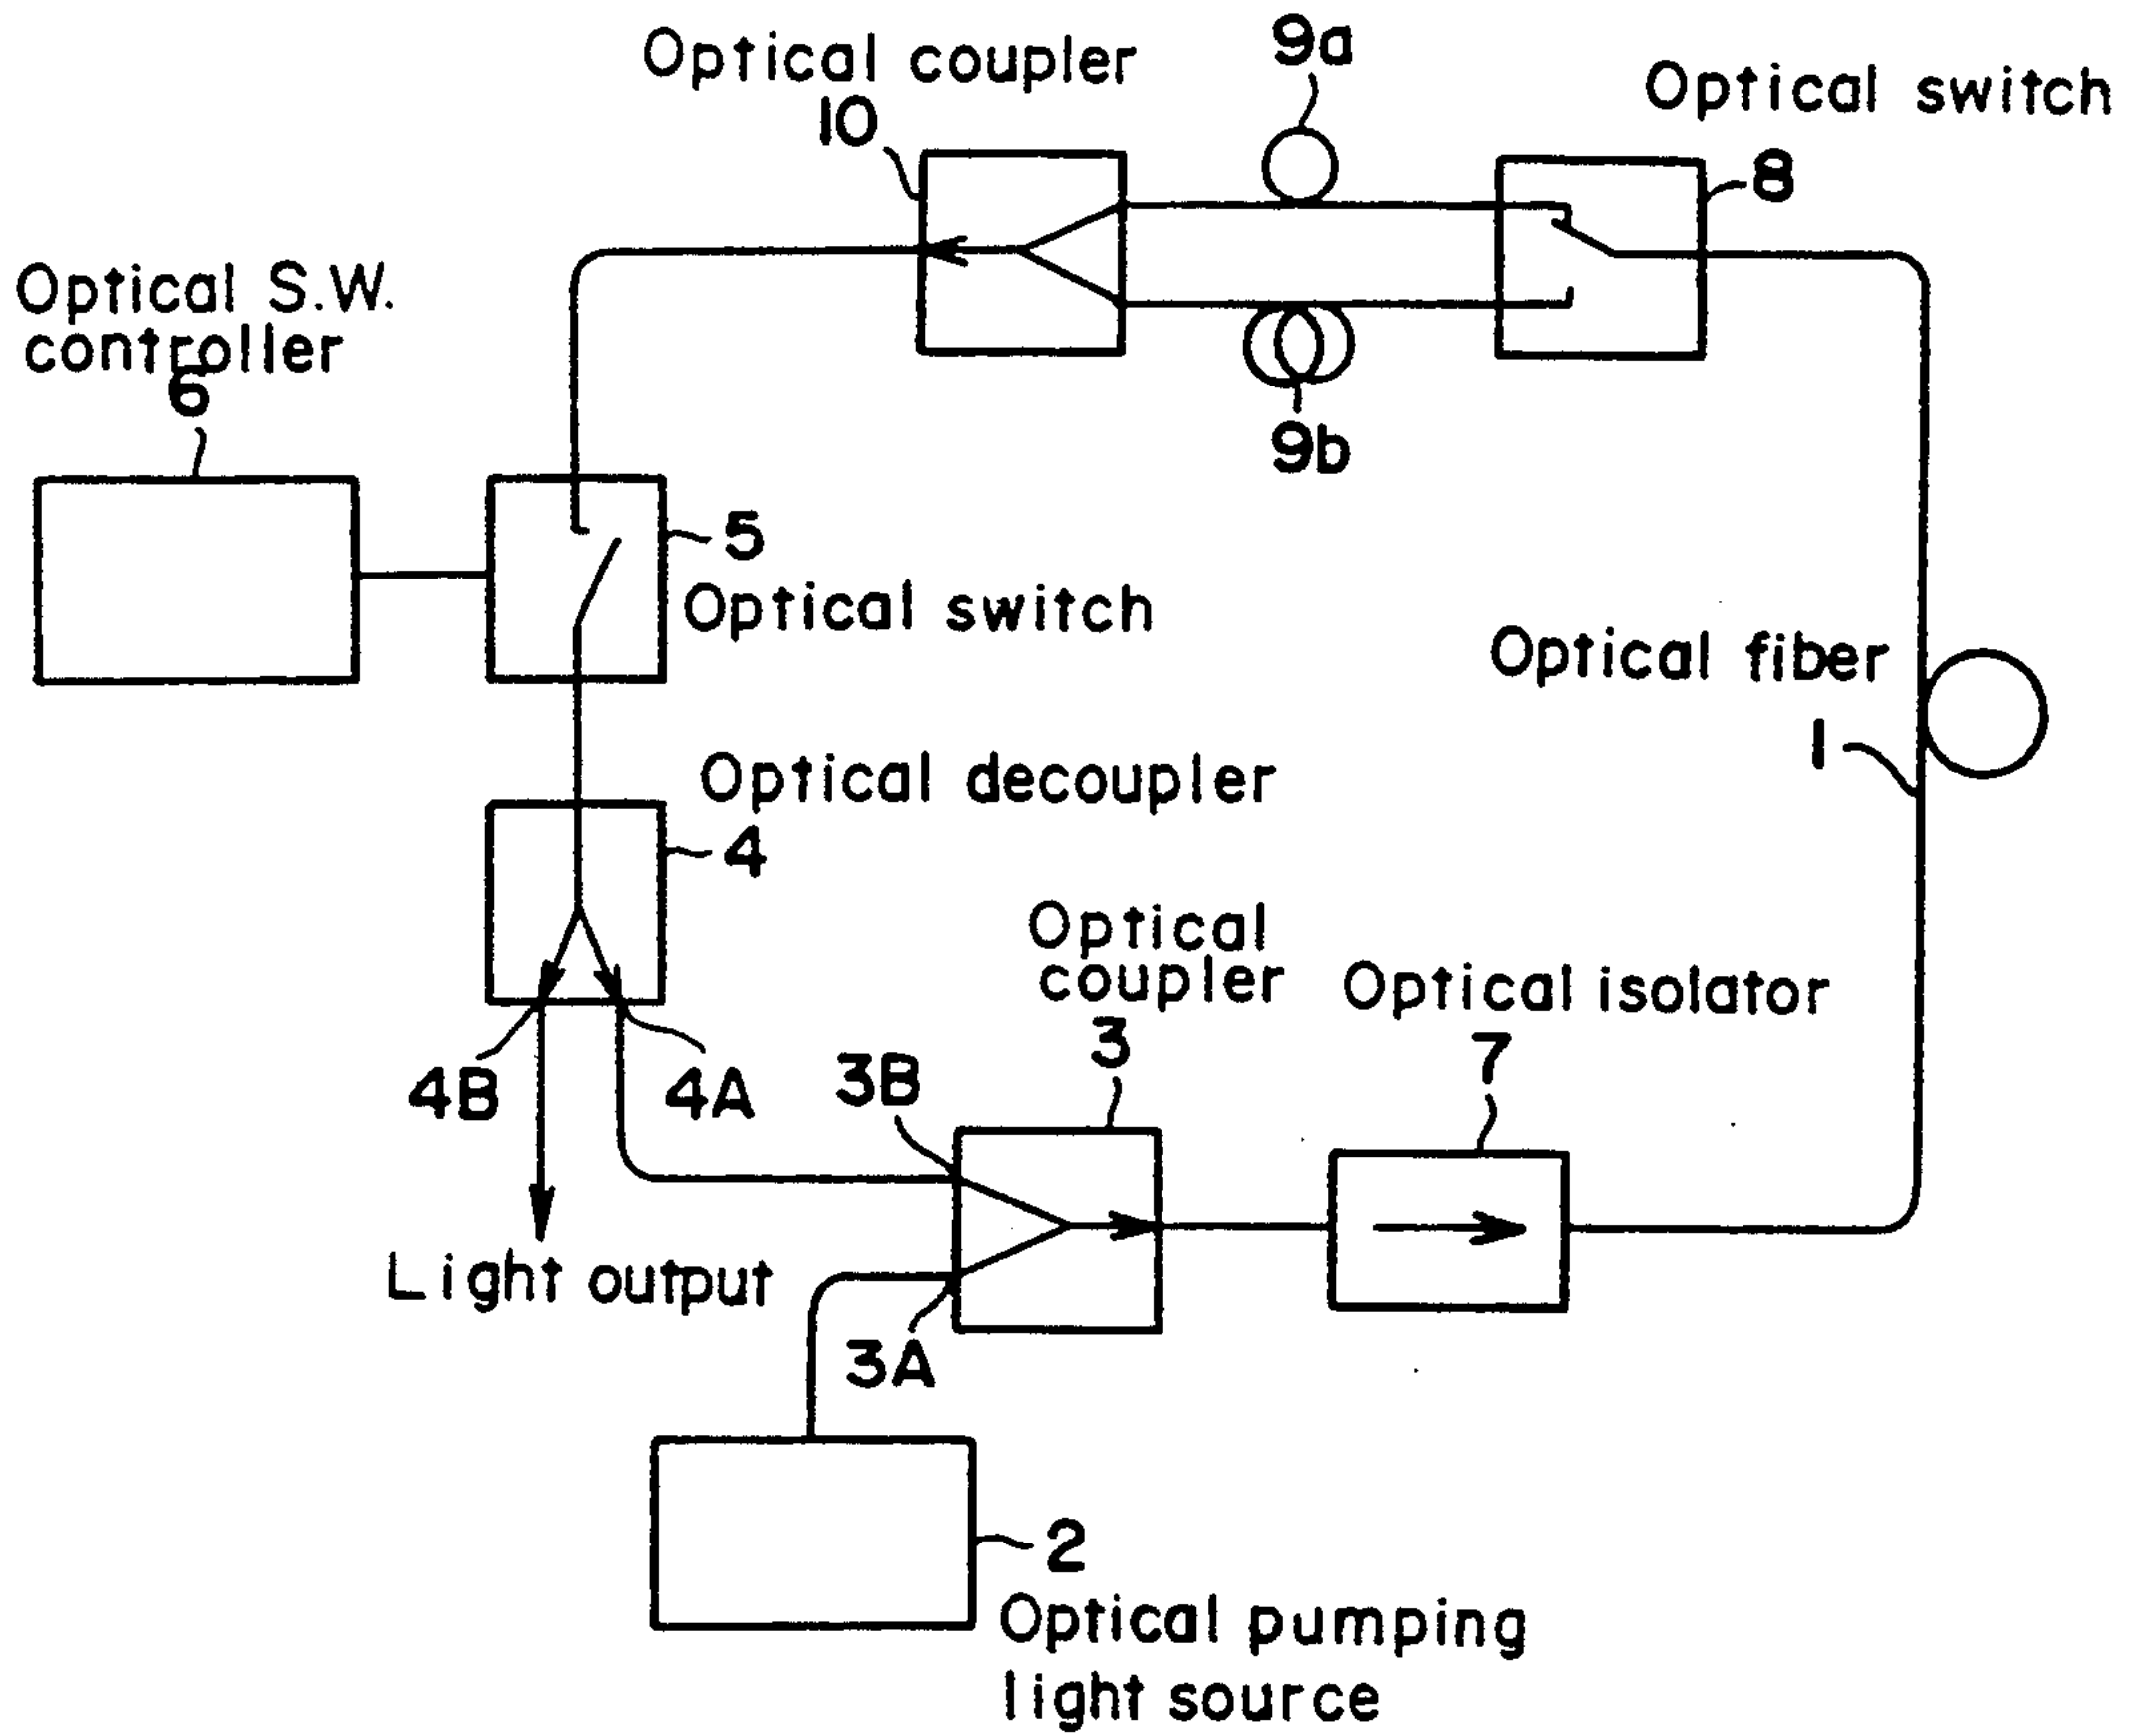 Optical coupler
10
9a
Optical switch
8
Optical S.W.
controller
6
9b
5
Optical switch
Optical fiber
1
Optical decoupler
4
Optical
coupler
3
Optical isolator
7
4B
4A
3B
Light output
3A
2
Optical pumping
light source